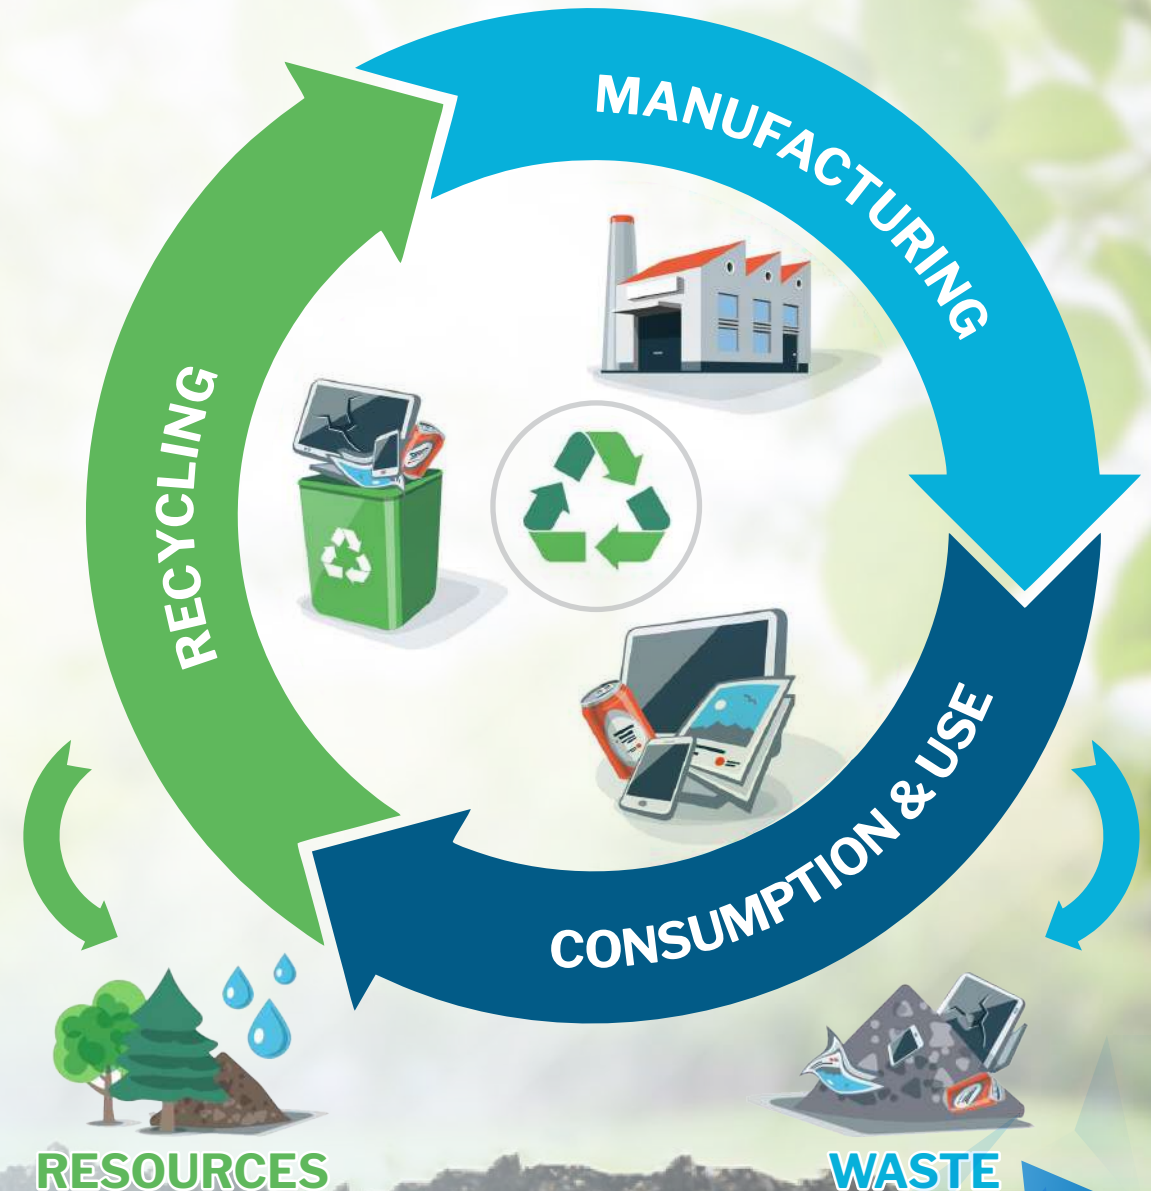 MANUFACTURING
RECYCLING
CONSUMPTION & USE
RESOURCES
WASTE